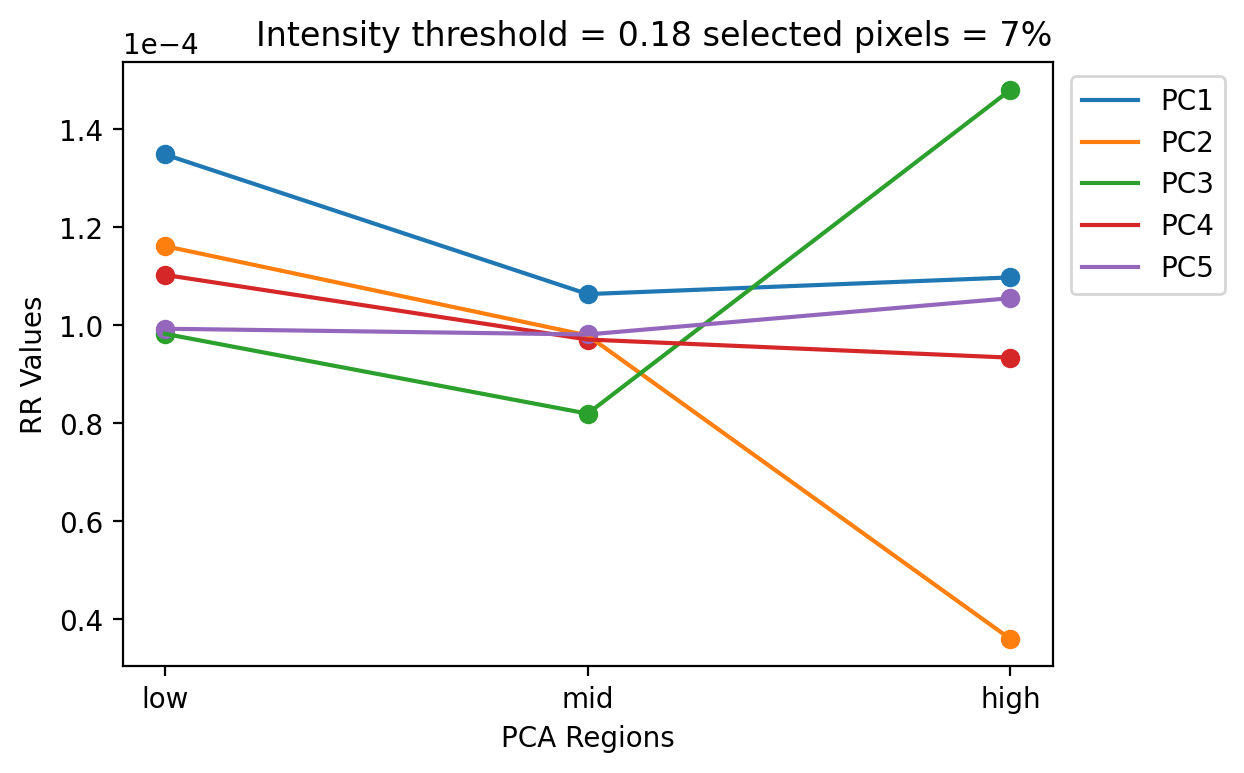 Intensity threshold = 0.18 selected pixels = 7%
1e−4
1.4
1.2
1.0
0.8
0.6
0.4
RR Values
low mid high
PCA Regions
PC1
PC2
PC3
PC4
PC5